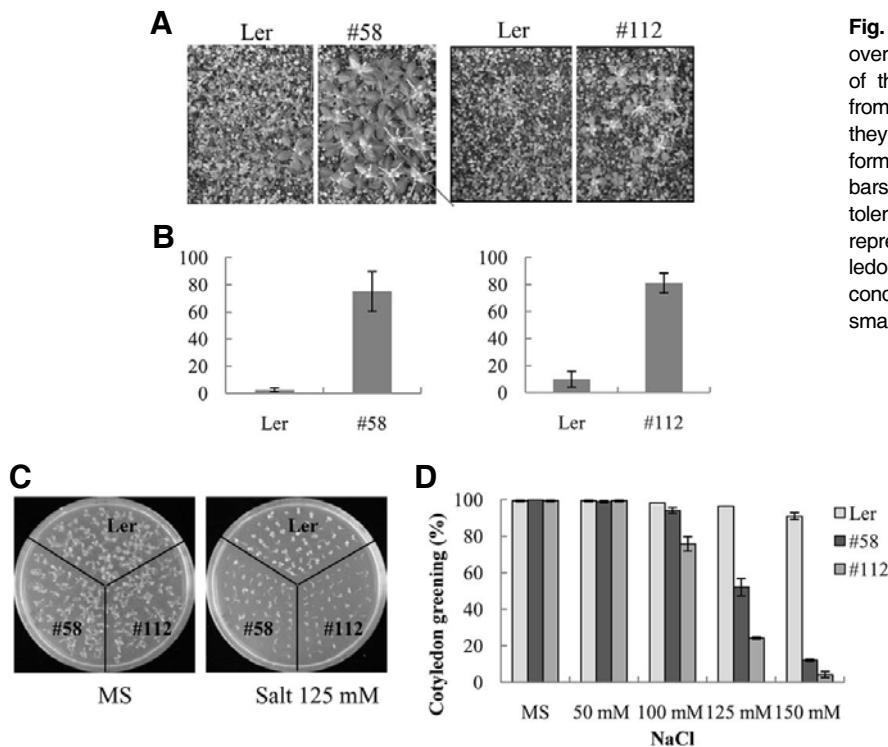 A
Ler #58 Ler #112
B
100
80
60
40
20
0
Ler #58
100
80
60
40
20
0
Ler #112
C
Ler
#58 #112
MS
Ler
#58 #112
Salt 125 mM
D
Cotyledon greening (%)
100
80
60
40
20
0
MS 50 mM 100 mM 125 mM 150 mM
NaCl
Ler
#58
#112
Fig.
over
of th
from
they
form
bars
toler
repre
ledo
cond
sma